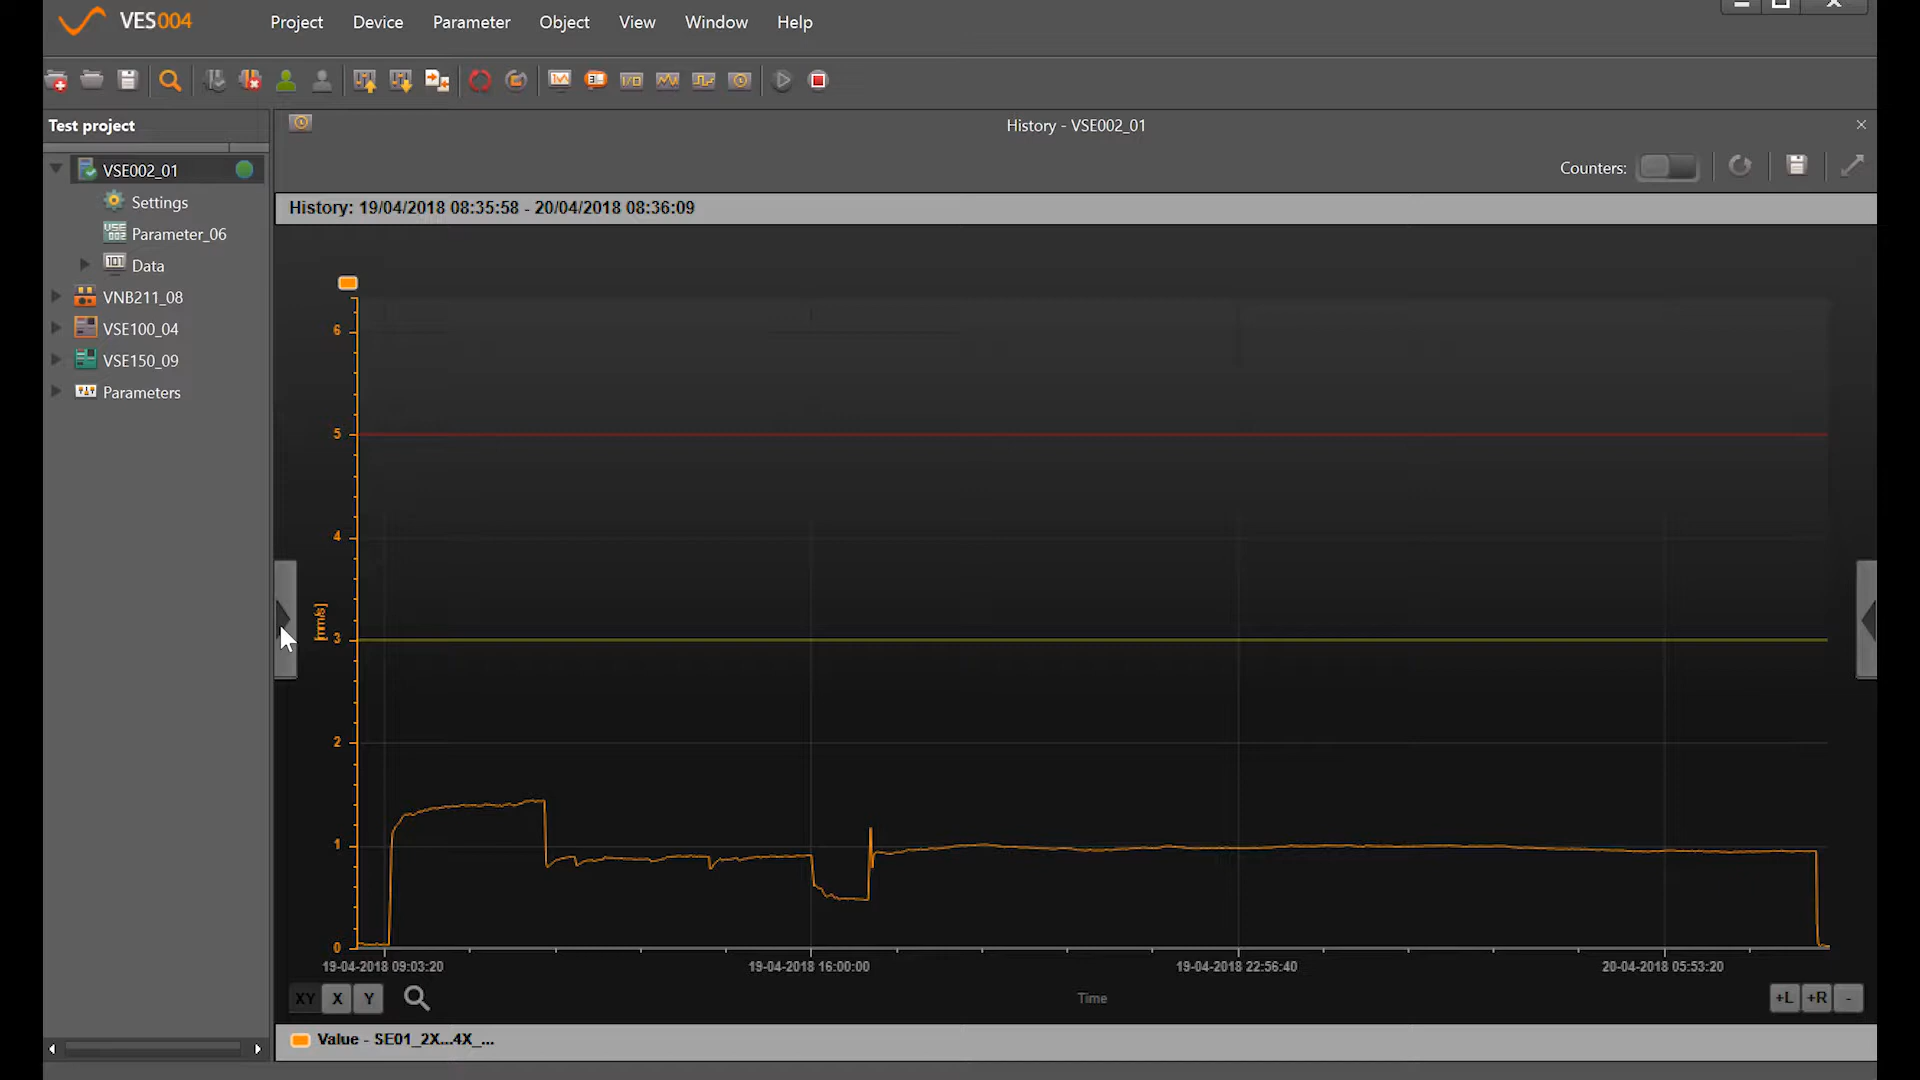 VES004
Project Device Parameter Object View Window Help
Test project
History - VSE002_01
VSE002_01
Counters:
Settings
History: 19/04/2018 08:35:58 - 20/04/2018 08:36:09
Parameter_06
Data
VNB211_08
VSE100_04
VSE150_09
Parameters
6
5
4
3
2
1
0
[mm/s]
19-04-2018 09:03:20
19-04-2018 16:00:00
19-04-2018 22:56:40
20-04-2018 05:53:20
XY X Y
Time
+L +R -
Value - SE01_2X...4X_...